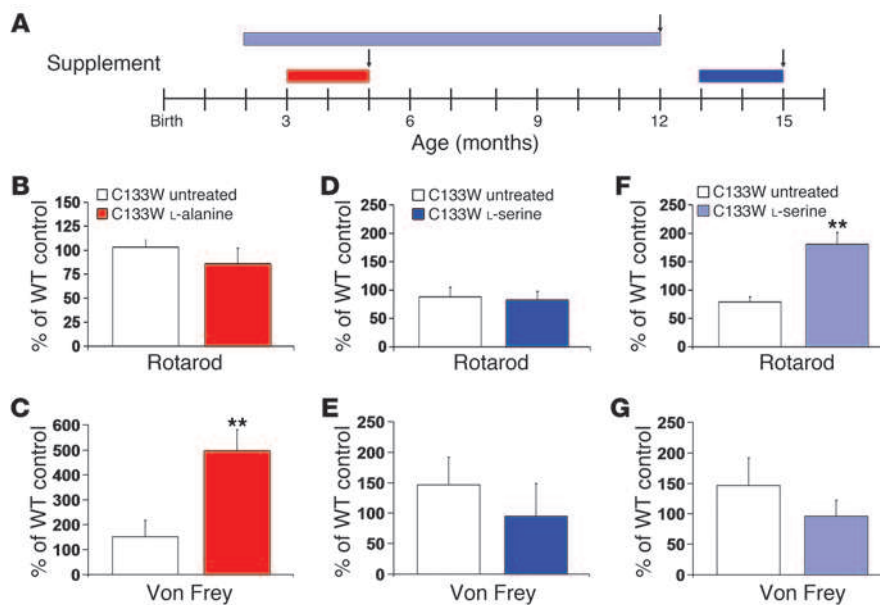 A
Supplement
Birth 3 6 9 12 15
Age (months)
B
C133W untreated
C133W L-alanine
% of WT control
150
125
100
75
50
25
0
Rotarod
D
C133W untreated
C133W L-serine
% of WT control
250
200
150
100
50
0
Rotarod
F
C133W untreated
C133W L-serine
**
% of WT control
250
200
150
100
50
0
Rotarod
C
**
% of WT control
600
500
400
300
200
100
0
Von Frey
E
% of WT control
250
200
150
100
50
0
Von Frey
G
% of WT control
250
200
150
100
50
0
Von Frey